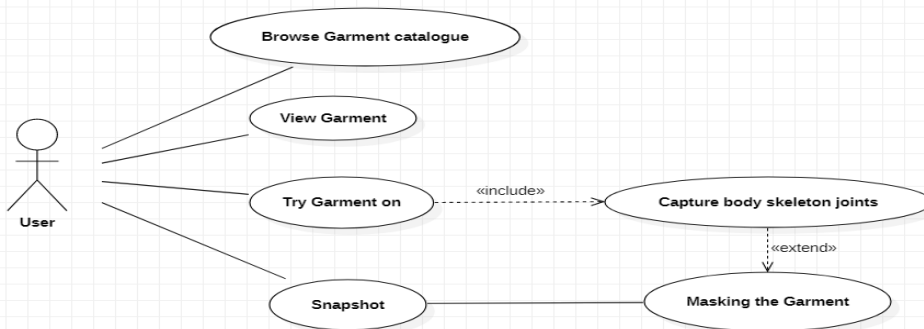 Browse Garment catalogue
View Garment
Try Garment on
«include»
Capture body skeleton joints
User
«extend»
Snapshot
Masking the Garment